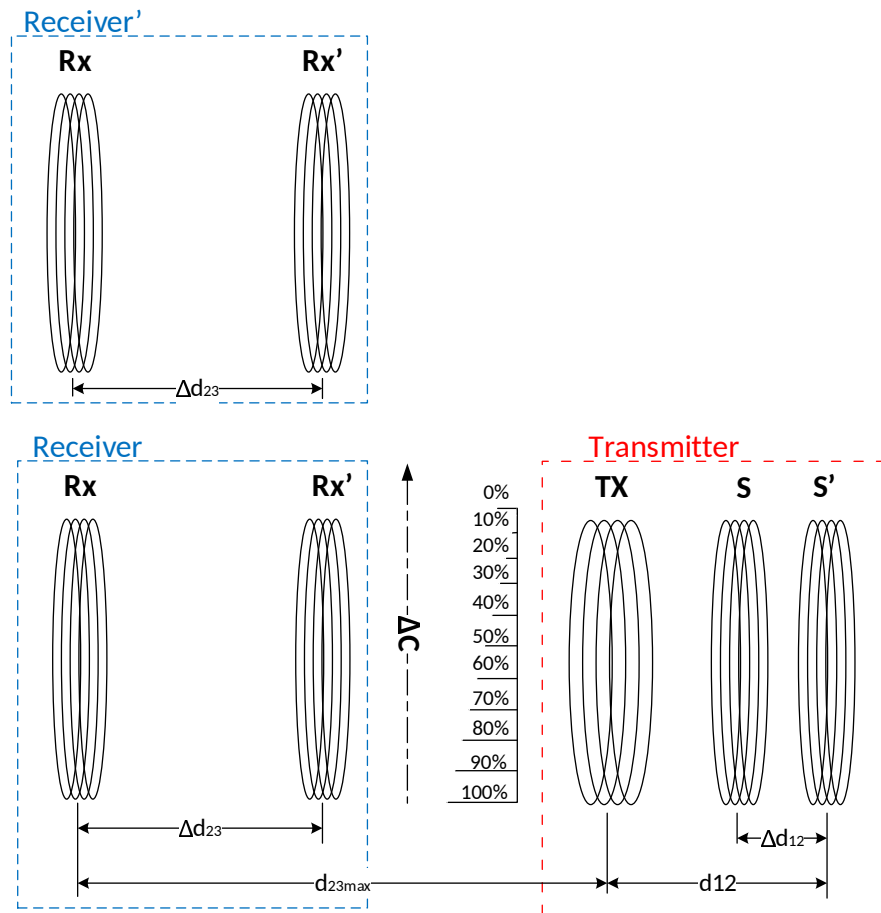 Receiver’
Rx Rx’
Δd23
Receiver Transmitter
Rx Rx’ TX S S’
0%
10%
20%
30%
40%
50%
60%
70%
80%
90%
100%
ΔC
Δd23 Δd12
d23max d12